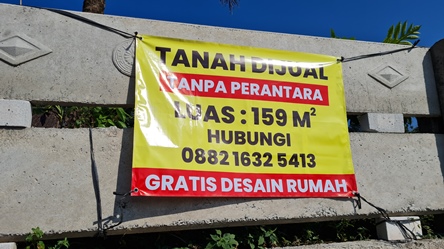 TANAH DIJUAL
TANPA PERANTARA
LUAS : 159 M²
HUBUNGI
0882 1632 5413
GRATIS DESAIN RUMAH